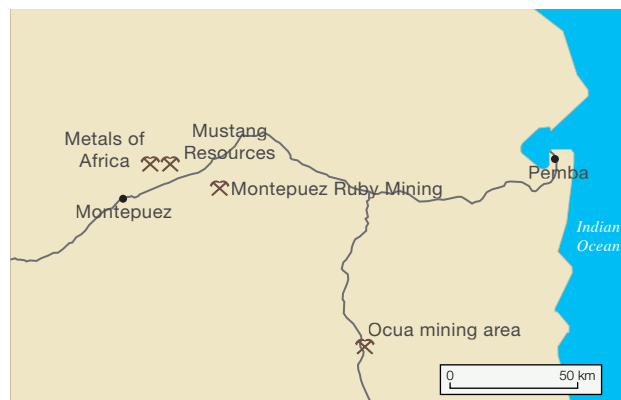 Metals of
Africa
Mustang
Resources
Montepuez
Montepuez Ruby Mining
Pemba
Indian
Ocean
Ocua mining area
0 50 km